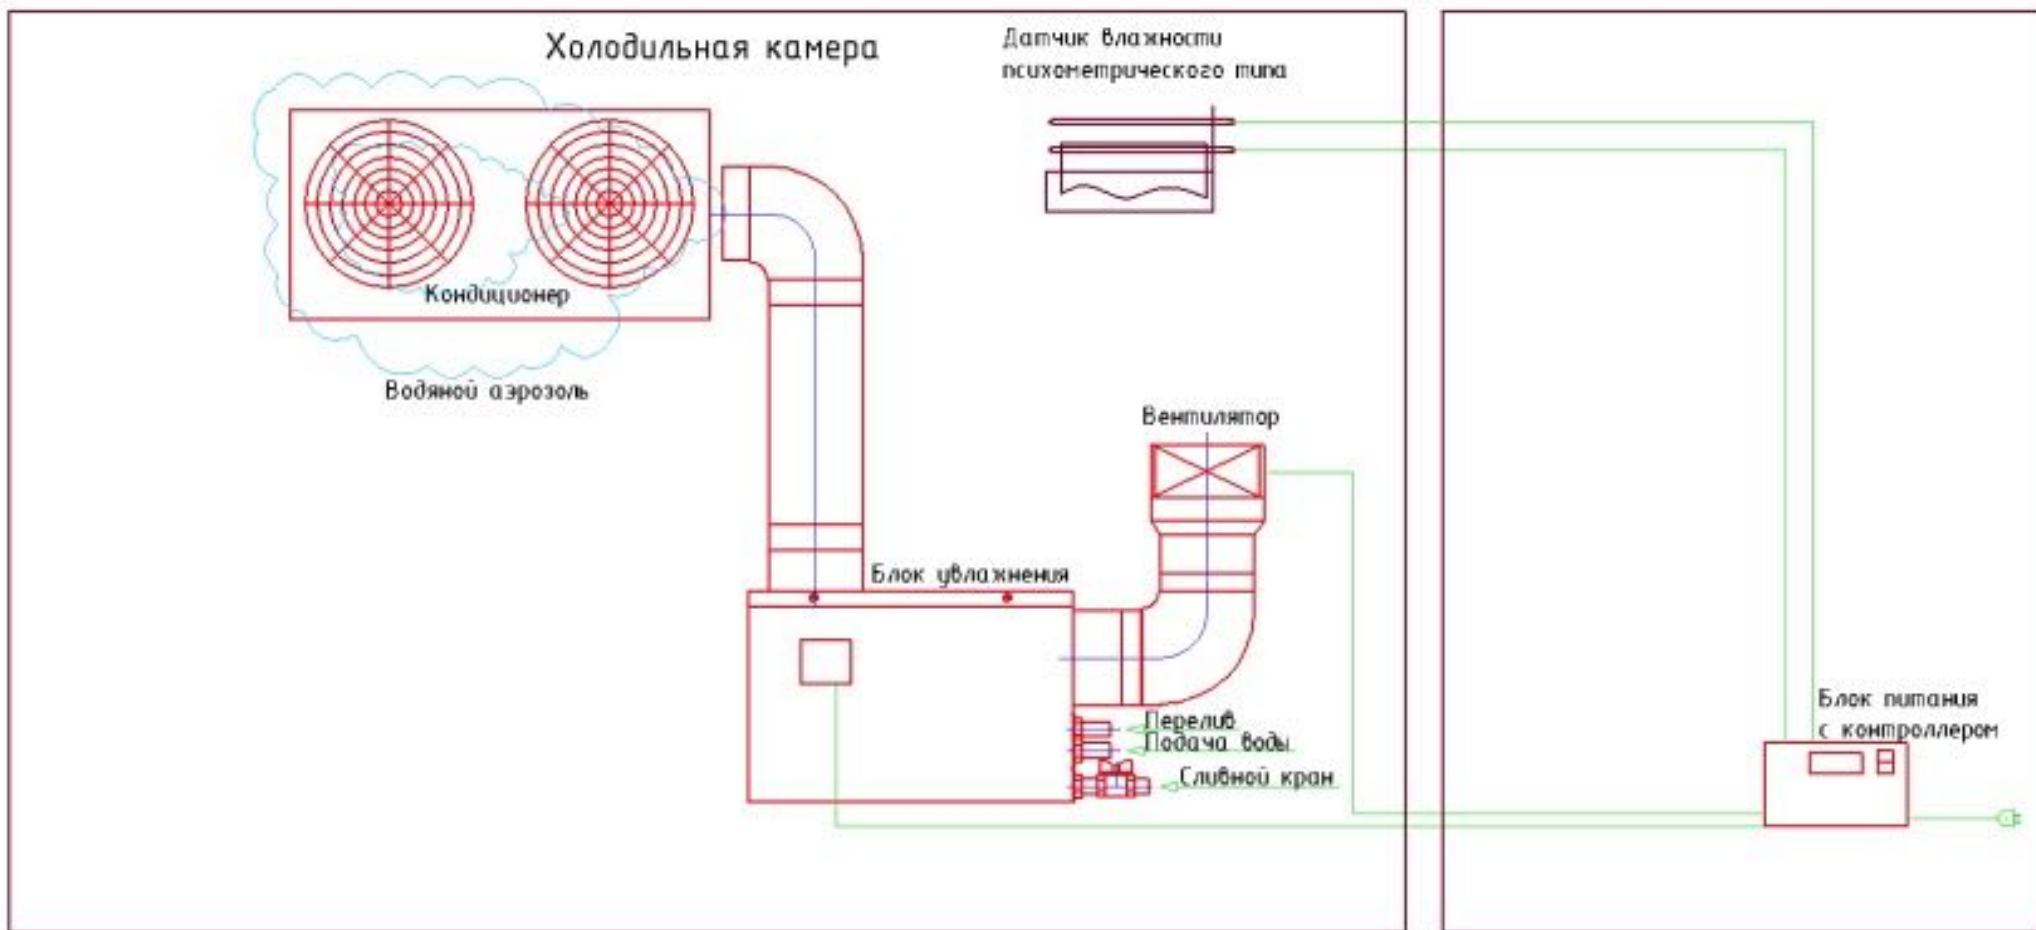 Холодильная камера
Датчик влажности
психометрического типа
Кондиционер
Водяной аэрозоль
Вентилятор
Блок увлажнения
Перелив
Подача воды
Сливной кран
Блок питания
с контроллером